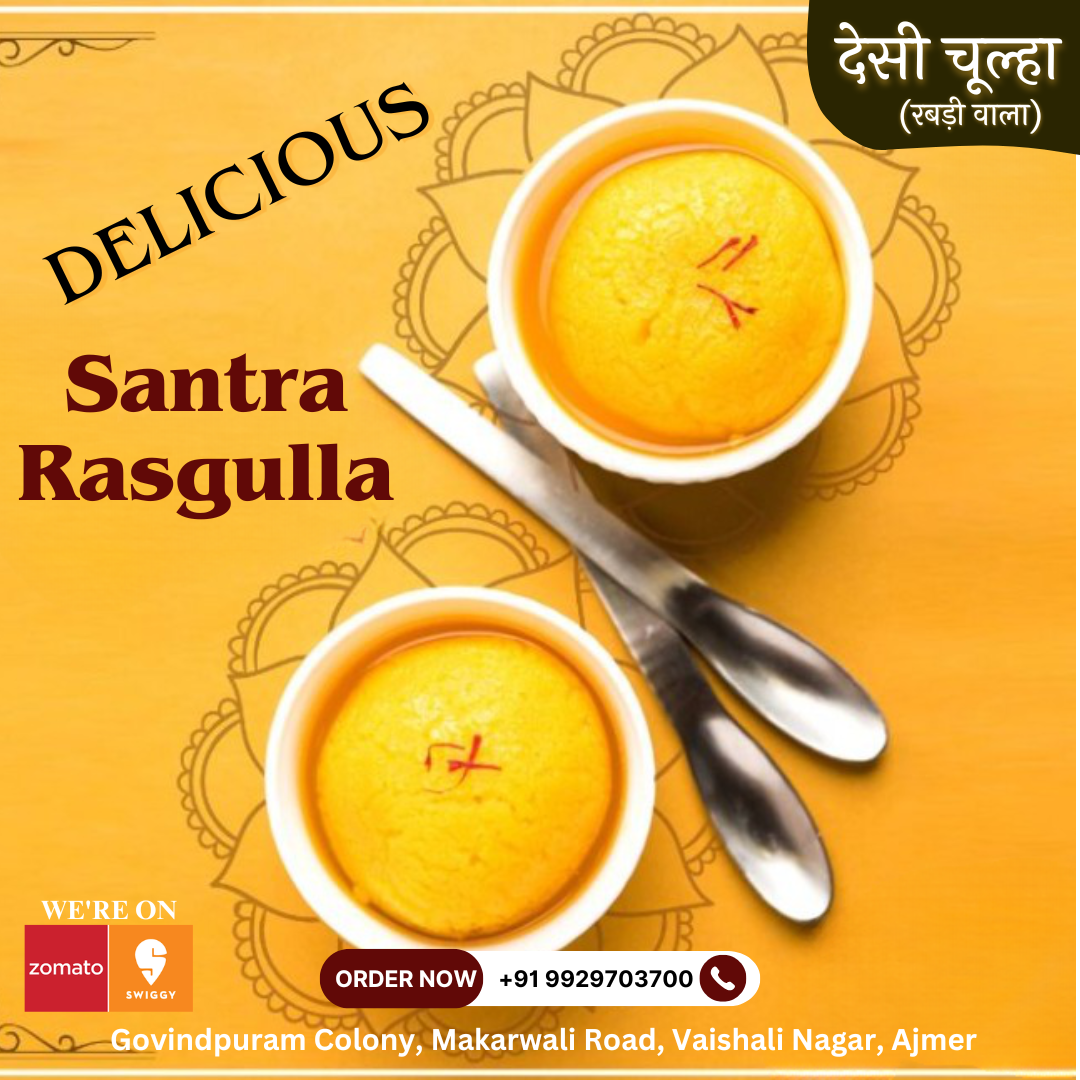 देसी चूल्हा
(रबड़ी वाला)
DELICIOUS
Santra
Rasgulla
WE'RE ON
zomato
SWIGGY
ORDER NOW +91 9929703700
Govindpuram Colony, Makarwali Road, Vaishali Nagar, Ajmer